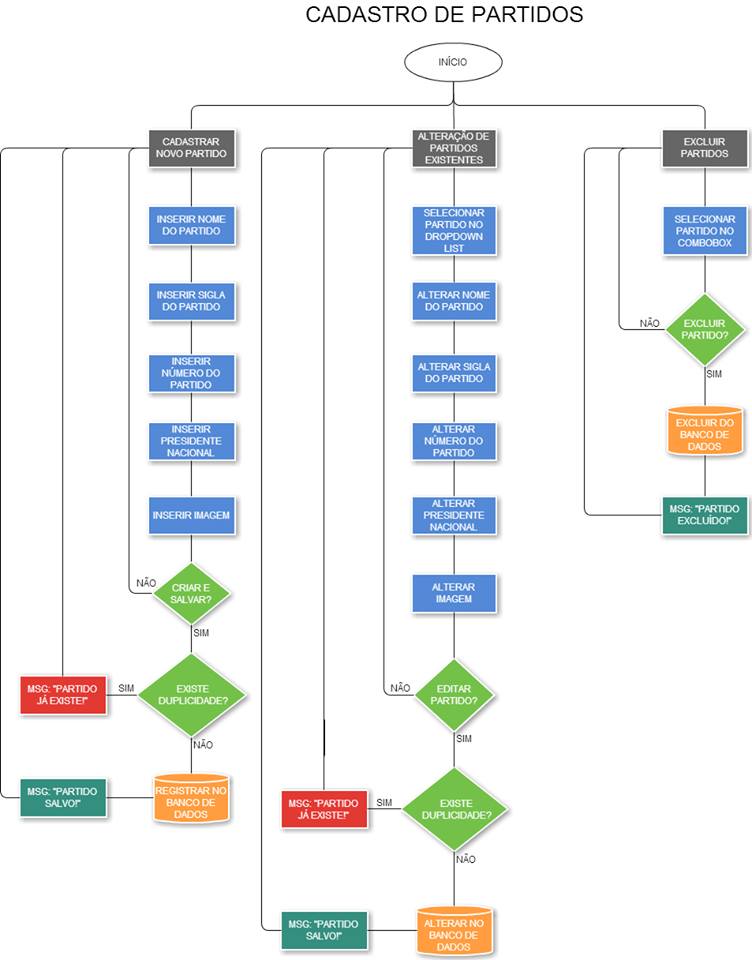 CADASTRO DE PARTIDOS
INÍCIO
CADASTRAR
NOVO PARTIDO
INSERIR NOME
DO PARTIDO
INSERIR SIGLA
DO PARTIDO
INSERIR
NÚMERO DO
PARTIDO
INSERIR
PRESIDENTE
NACIONAL
INSERIR IMAGEM
CRIAR E
SALVAR?
NÃO
SIM
EXISTE
DUPLICIDADE?
SIM
MSG: "PARTIDO
JÁ EXISTE!"
NÃO
REGISTRAR NO
BANCO DE
DADOS
MSG: "PARTIDO
SALVO!"
ALTERAÇÃO DE
PARTIDOS
EXISTENTES
SELECIONAR
PARTIDO NO
DROPDOWN
LIST
ALTERAR NOME
DO PARTIDO
ALTERAR SIGLA
DO PARTIDO
ALTERAR
NÚMERO DO
PARTIDO
ALTERAR
PRESIDENTE
NACIONAL
ALTERAR
IMAGEM
EDITAR
PARTIDO?
NÃO
SIM
EXISTE
DUPLICIDADE?
SIM
MSG: "PARTIDO
JÁ EXISTE!"
NÃO
ALTERAR NO
BANCO DE
DADOS
MSG: "PARTIDO
SALVO!"
EXCLUIR
PARTIDOS
SELECIONAR
PARTIDO NO
COMBOBOX
EXCLUIR
PARTIDO?
NÃO
SIM
EXCLUIR DO
BANCO DE
DADOS
MSG: "PARTIDO
EXCLUÍDO!"